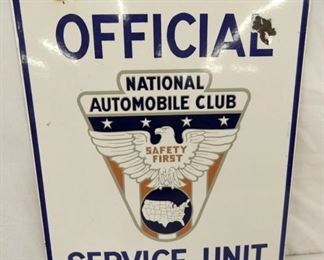 OFFICIAL
NATIONAL
AUTOMOBILE CLUB
SAFETY
FIRST
SERVICE UNIT